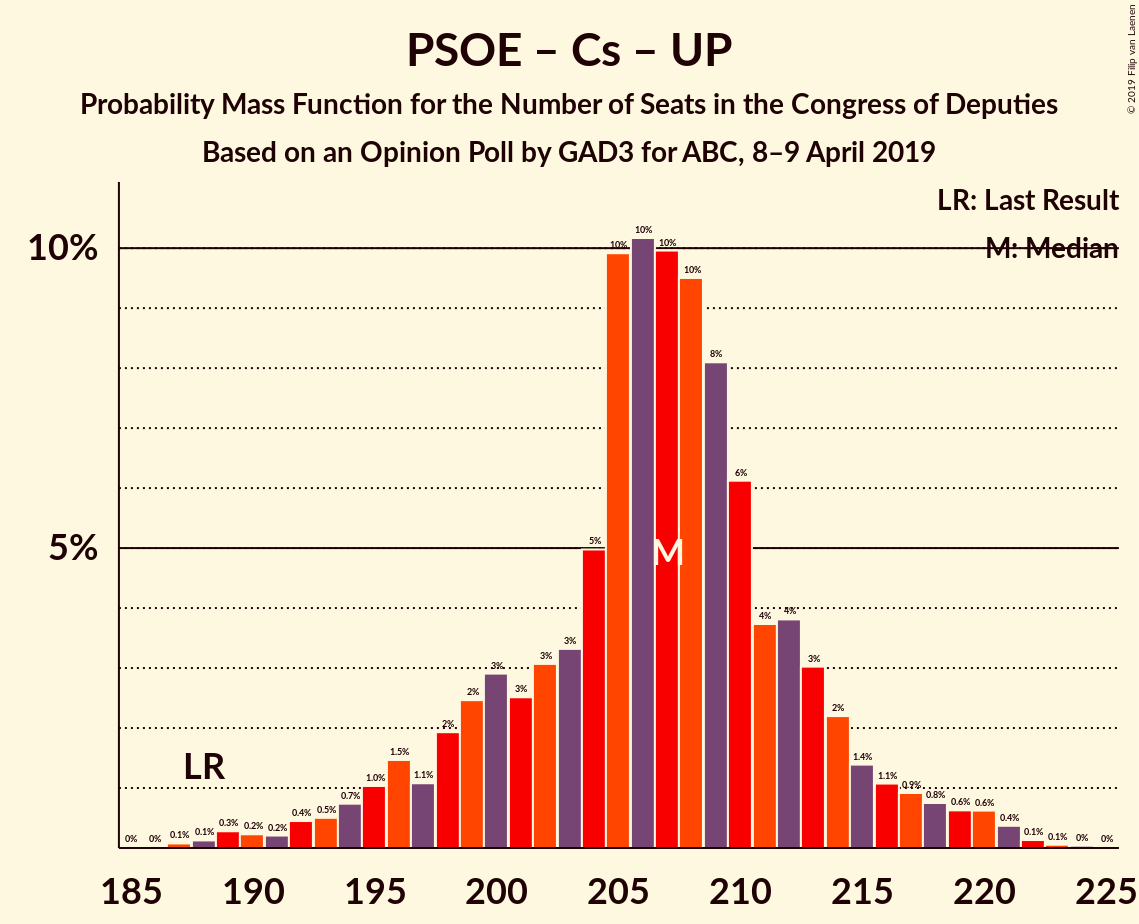 PSOE – Cs – UP
Probability Mass Function for the Number of Seats in the Congress of Deputies
Based on an Opinion Poll by GAD3 for ABC, 8–9 April 2019
© 2019 Filip van Laenen
LR: Last Result
M: Median
10%
5%
0% 0% 0.1% 0.1% 0.3% 0.2% 0.2% 0.4% 0.5% 0.7% 1.0% 1.5% 1.1% 2% 2% 3% 3% 3% 3% 5% 10% 10% 10% 10% 8% 6% 4% 4% 3% 2% 1.4% 1.1% 0.9% 0.8% 0.6% 0.6% 0.4% 0.1% 0.1% 0% 0%
M
LR
185 190 195 200 205 210 215 220 225